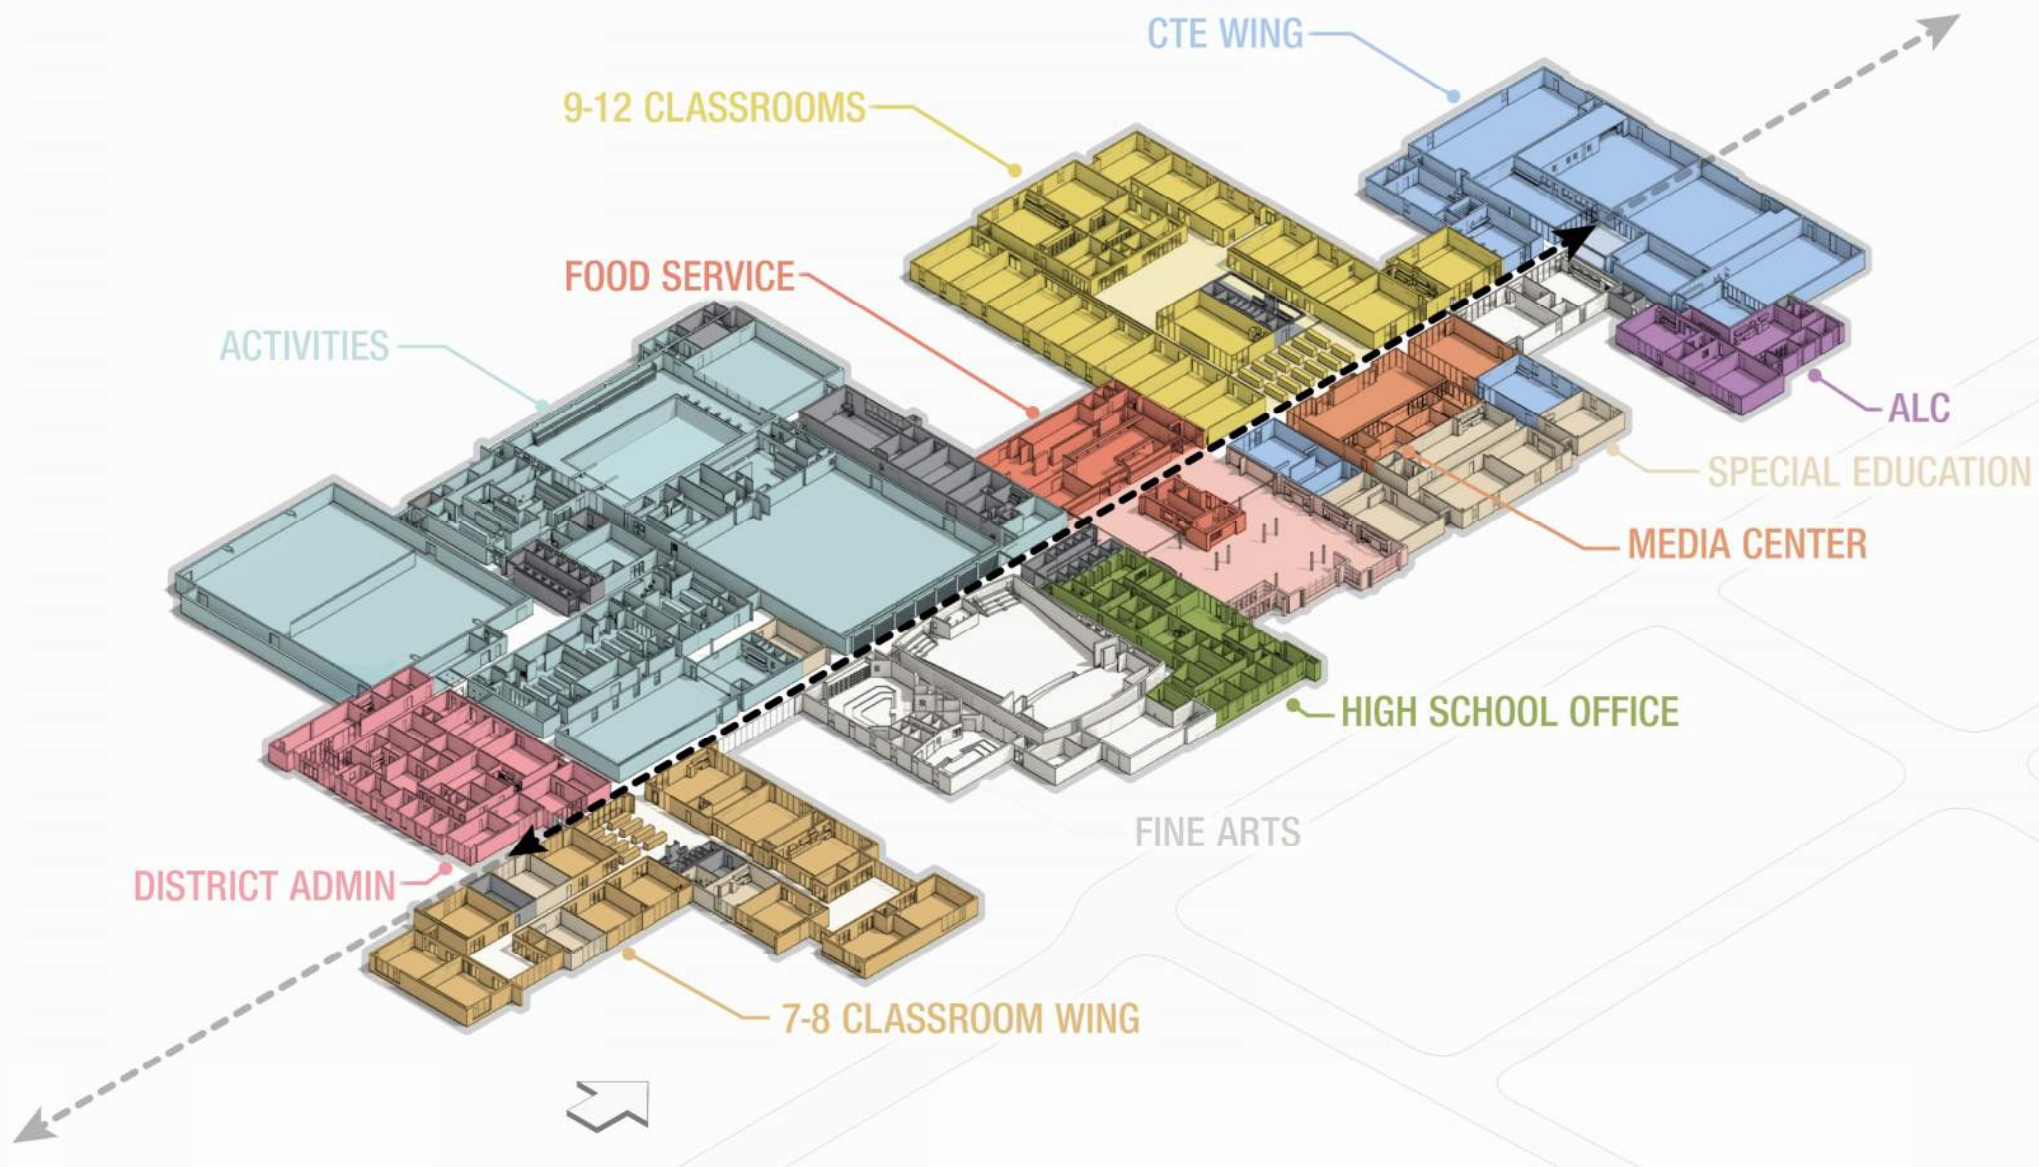 CTE WING
9-12 CLASSROOMS
FOOD SERVICE
ACTIVITIES
ALC
SPECIAL EDUCATION
MEDIA CENTER
HIGH SCHOOL OFFICE
FINE ARTS
DISTRICT ADMIN
7-8 CLASSROOM WING